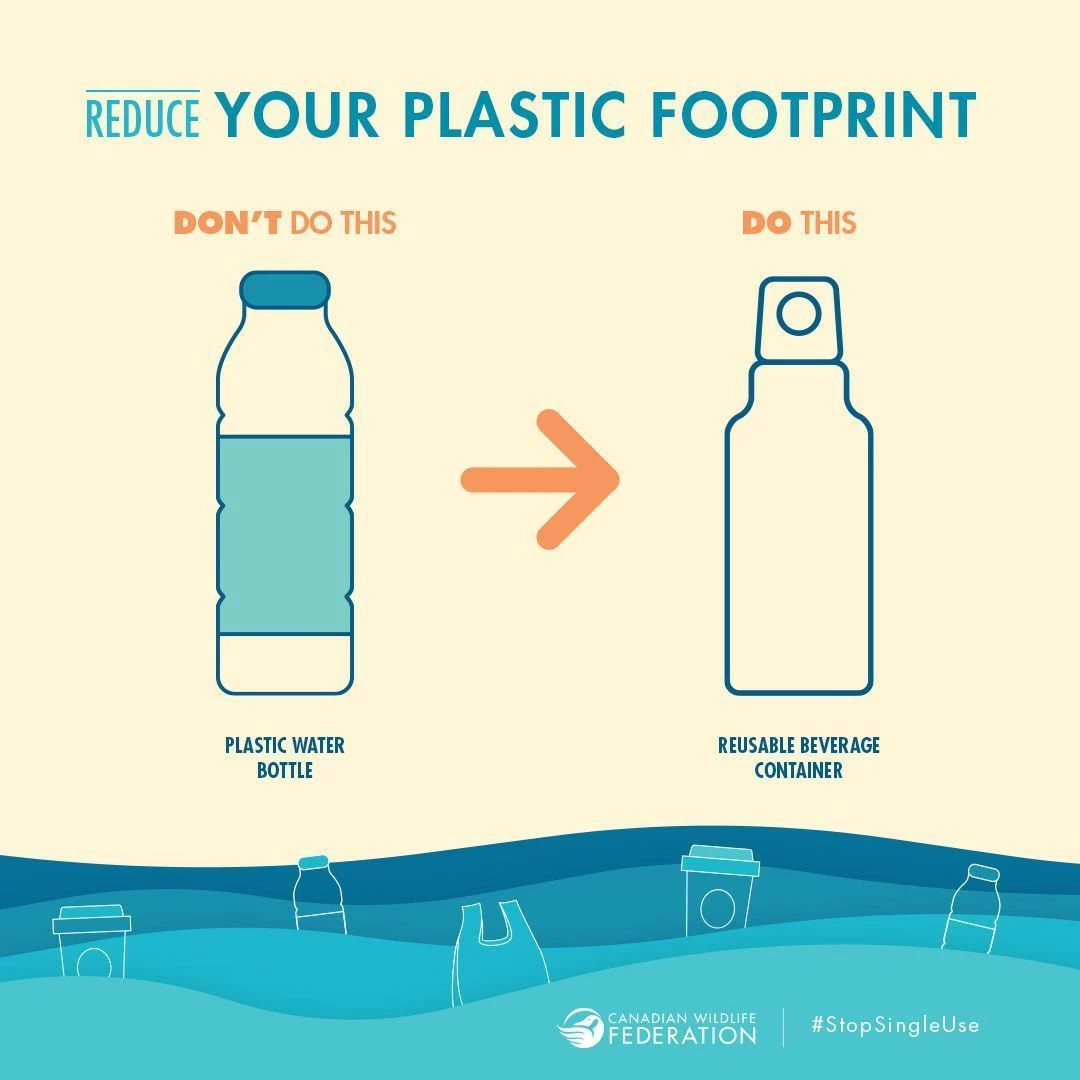 REDUCE YOUR PLASTIC FOOTPRINT
DON'T DO THIS
DO THIS
PLASTIC WATER
BOTTLE
REUSABLE BEVERAGE
CONTAINER
CANADIAN WILDLIFE
FEDERATION
#StopSingleUse